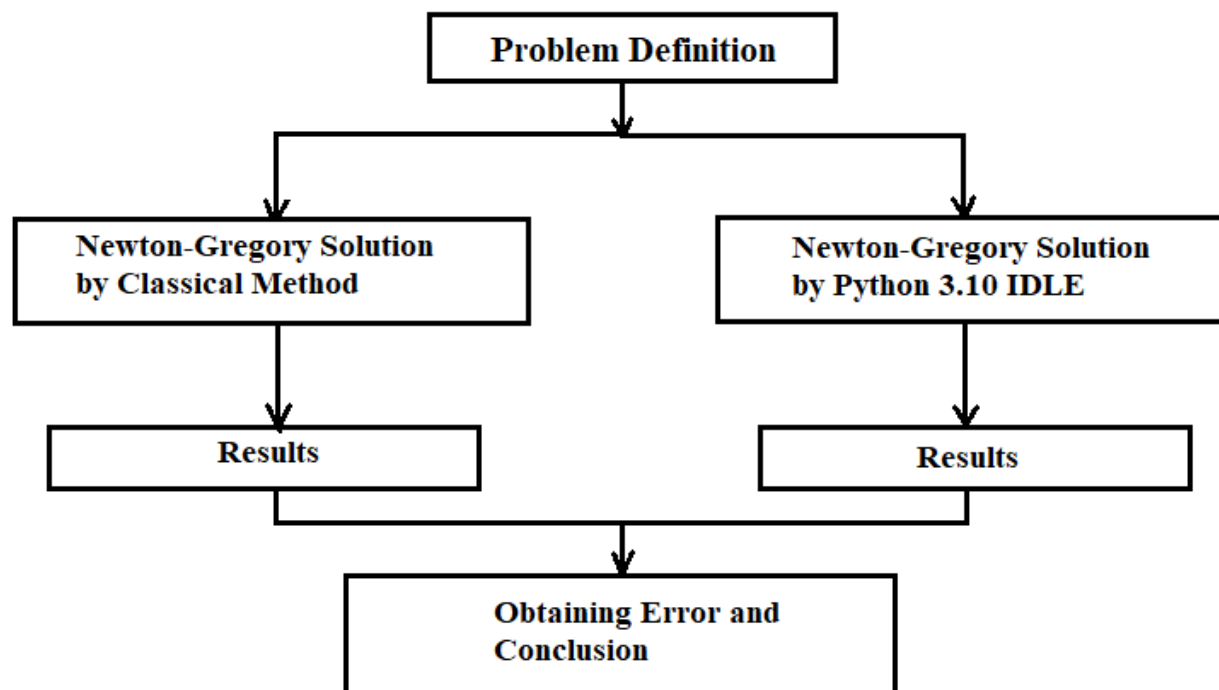 Problem Definition
Newton-Gregory Solution
by Classical Method
Newton-Gregory Solution
by Python 3.10 IDLE
Results
Results
Obtaining Error and
Conclusion